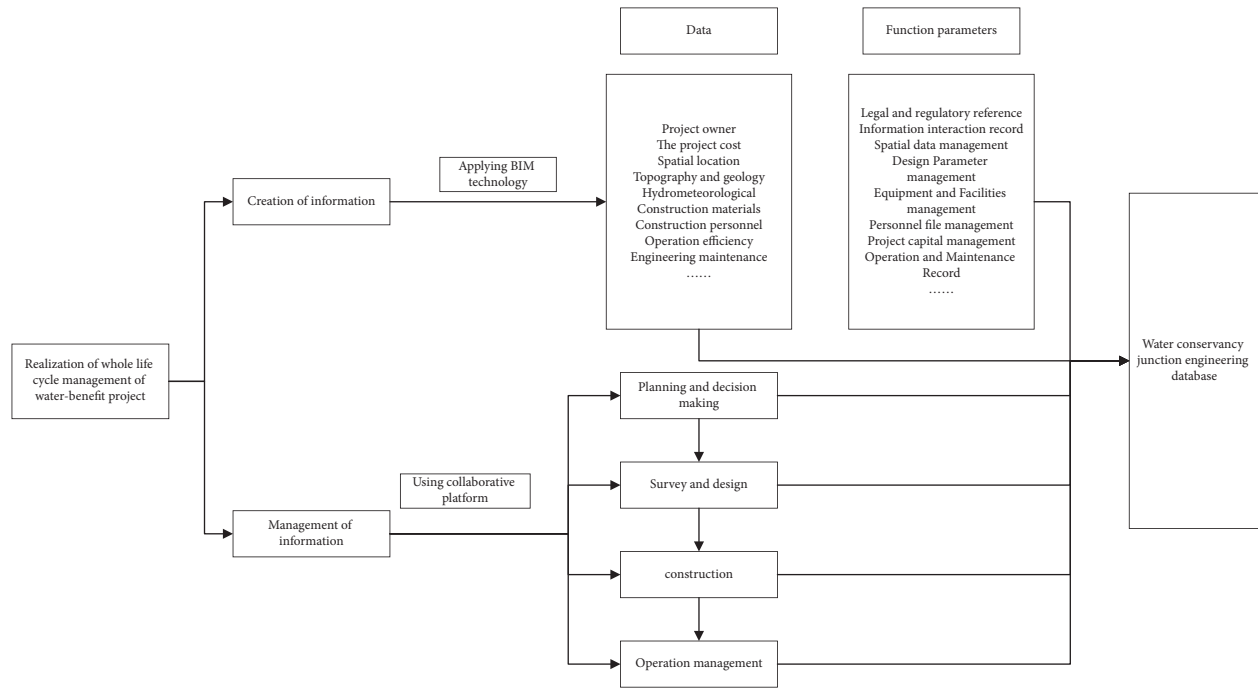 Data
Function parameters
Project owner
The project cost
Spatial location
Topography and geology
Hydrometeorological
Construction materials
Construction personnel
Operation efficiency
Engineering maintenance
……
Legal and regulatory reference
Information interaction record
Spatial data management
Design Parameter
management
Equipment and Facilities
management
Personnel file management
Project capital management
Operation and Maintenance
Record
……
Applying BIM
technology
Creation of information
Realization of whole life
cycle management of
water-benefit project
Water conservancy
junction engineering
database
Planning and decision
making
Using collaborative
platform
Survey and design
Management of
information
construction
Operation management